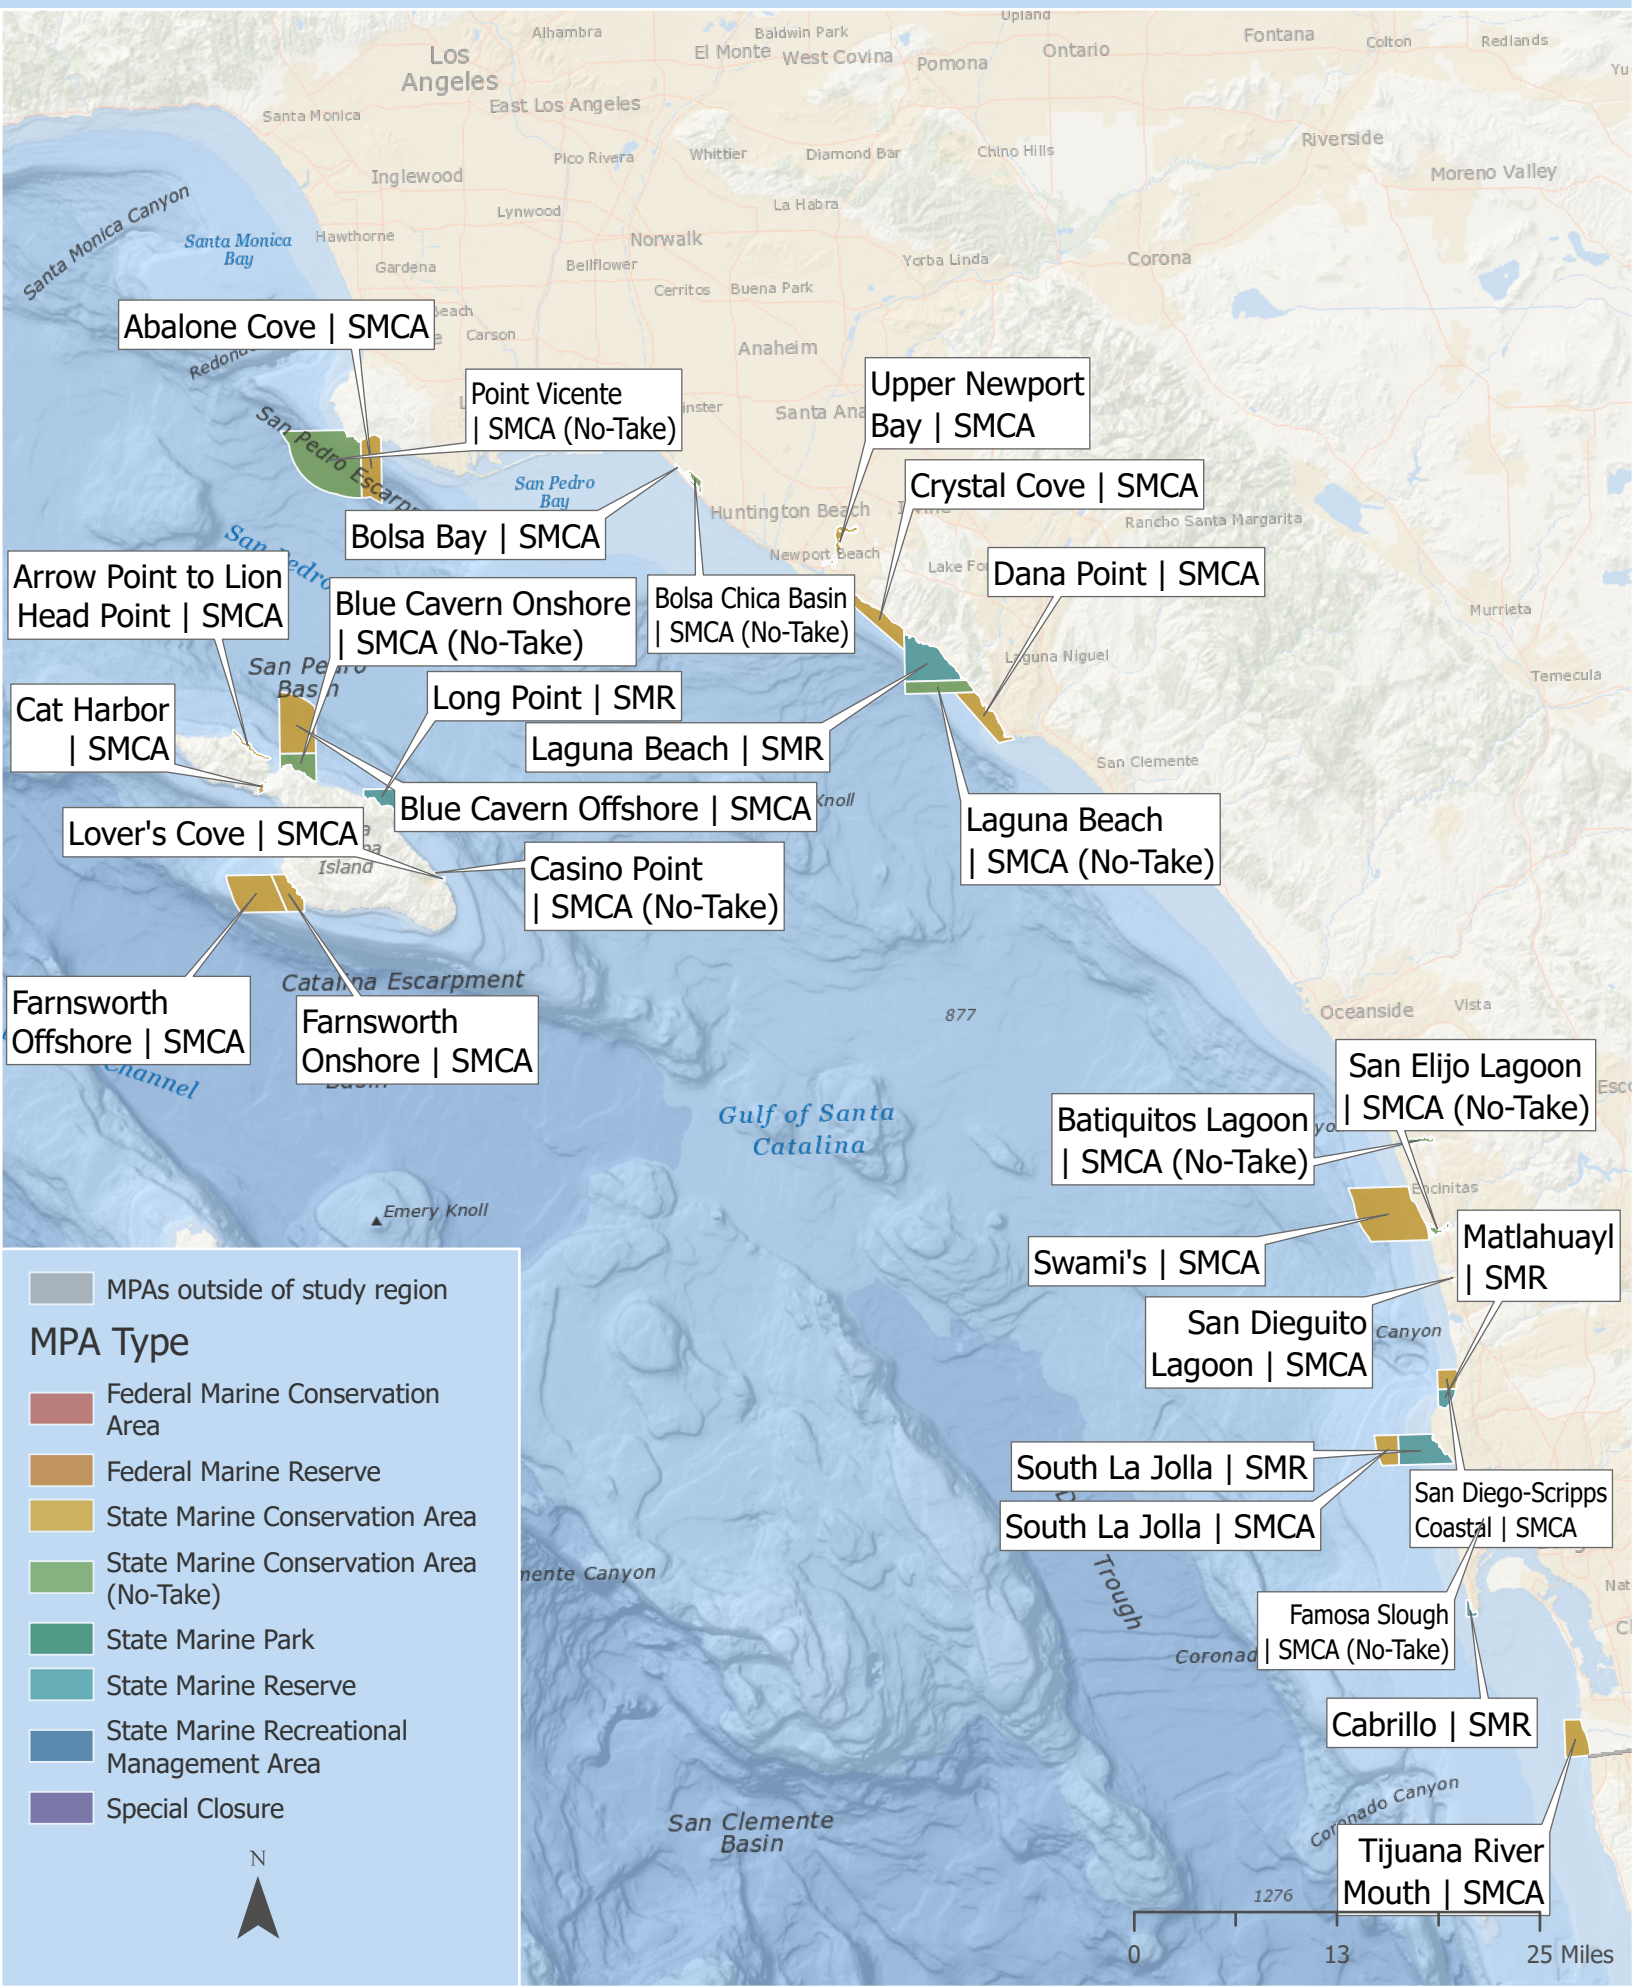 Upland
Alhambra
Baldwin Park
Fontana
Colton
Redlands
Los
Angeles
El Monte
West Covina
Pomona
Ontario
East Los Angeles
Santa Monica
Riverside
Pico Rivera
Whittier
Diamond Bar
Chino Hills
Moreno Valley
Inglewood
La Habra
Lynwood
Santa Monica Canyon
Santa Monica
Bay
Hawthorne
Norwalk
Gardena
Bellflower
Yorba Linda
Corona
Cerritos
Buena Park
Abalone Cove | SMCA
Carson
Anaheim
Point Vicente
| SMCA (No-Take)
Upper Newport
Bay | SMCA
Santa Ana
San Pedro
Bay
Crystal Cove | SMCA
Huntington Beach
Rancho Santa Margarita
Bolsa Bay | SMCA
Newport Beach
Arrow Point to Lion
Head Point | SMCA
Dana Point | SMCA
Blue Cavern Onshore
| SMCA (No-Take)
Bolsa Chica Basin
| SMCA (No-Take)
Murrieta
Laguna Niguel
San Pedro
Basin
Temecula
Cat Harbor
| SMCA
Long Point | SMR
Laguna Beach | SMR
San Clemente
Blue Cavern Offshore | SMCA
Knoll
Lover's Cove | SMCA
Island
Laguna Beach
| SMCA (No-Take)
Casino Point
| SMCA (No-Take)
Catalina Escarpment
Farnsworth
Offshore | SMCA
Farnsworth
Onshore | SMCA
Channel
Basin
877
Oceanside
Vista
San Elijo Lagoon
| SMCA (No-Take)
Gulf of Santa
Catalina
Batiquitos Lagoon
| SMCA (No-Take)
Encinitas
Emery Knoll
Swami's | SMCA
Matlahuayl
| SMR
San Dieguito
Lagoon | SMCA
Canyon
South La Jolla | SMR
South La Jolla | SMCA
San Diego-Scripps
Coastal | SMCA
Trough
Famosa Slough
| SMCA (No-Take)
Cabrillo | SMR
Coronado Canyon
San Clemente
Basin
Tijuana River
Mouth | SMCA
1276
0 13 25 Miles
MPAs outside of study region
MPA Type
Federal Marine Conservation
Area
Federal Marine Reserve
State Marine Conservation Area
State Marine Conservation Area
(No-Take)
State Marine Park
State Marine Reserve
State Marine Recreational
Management Area
Special Closure
N